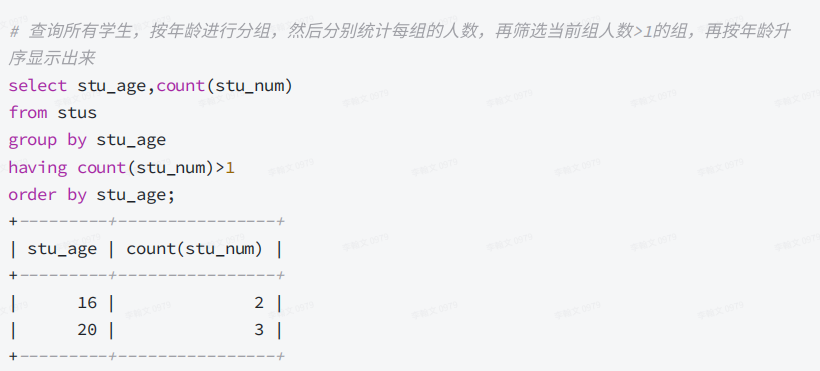 # 查询所有学生，按年龄进行分组，然后分别统计每组的人数，再筛选当前组人数>1的组，再按年龄升
序显示出来
select stu_age,count(stu_num)
from stus
group by stu_age
having count(stu_num)>1
order by stu_age;
+---------+----------------+
| stu_age | count(stu_num) |
+---------+----------------+
|      16 |              2 |
|      20 |              3 |
+---------+----------------+